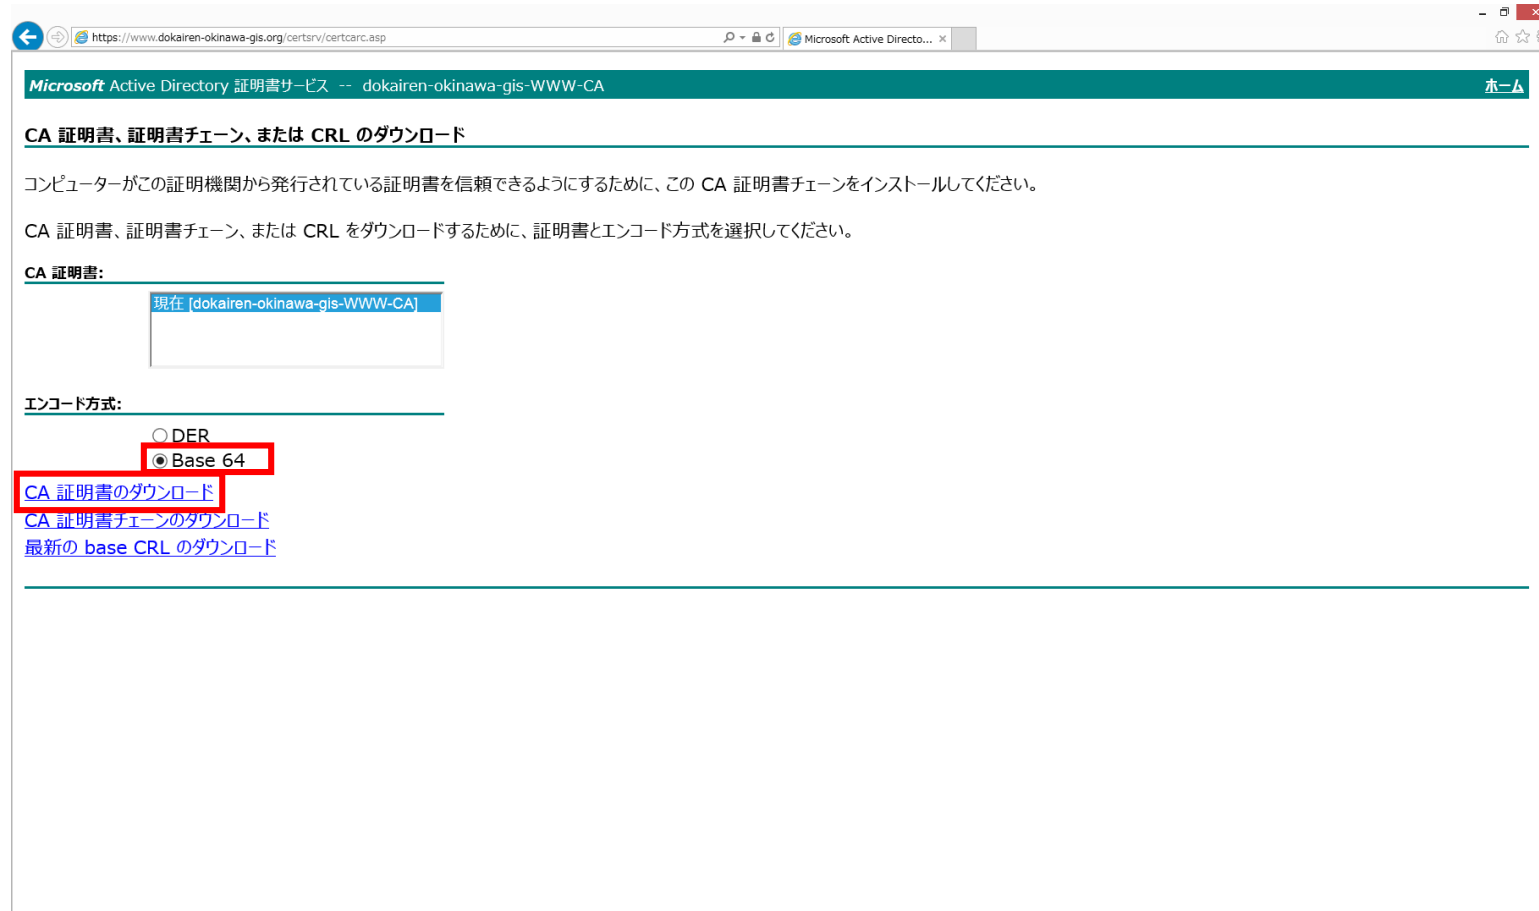 https://www.dokairen-okinawa-gis.org/certsrv/certcarc.asp
Microsoft Active Directo...
Microsoft Active Directory 証明書サービス -- dokairen-okinawa-gis-WWW-CA
ホーム
CA 証明書、証明書チェーン、または CRL のダウンロード
コンピューターがこの証明機関から発行されている証明書を信頼できるようにするために、この CA 証明書チェーンをインストールしてください。
CA 証明書、証明書チェーン、または CRL をダウンロードするために、証明書とエンコード方式を選択してください。
CA 証明書:
現在 [dokairen-okinawa-gis-WWW-CA]
エンコード方式:
DER
Base 64
CA 証明書のダウンロード
CA 証明書チェーンのダウンロード
最新の base CRL のダウンロード